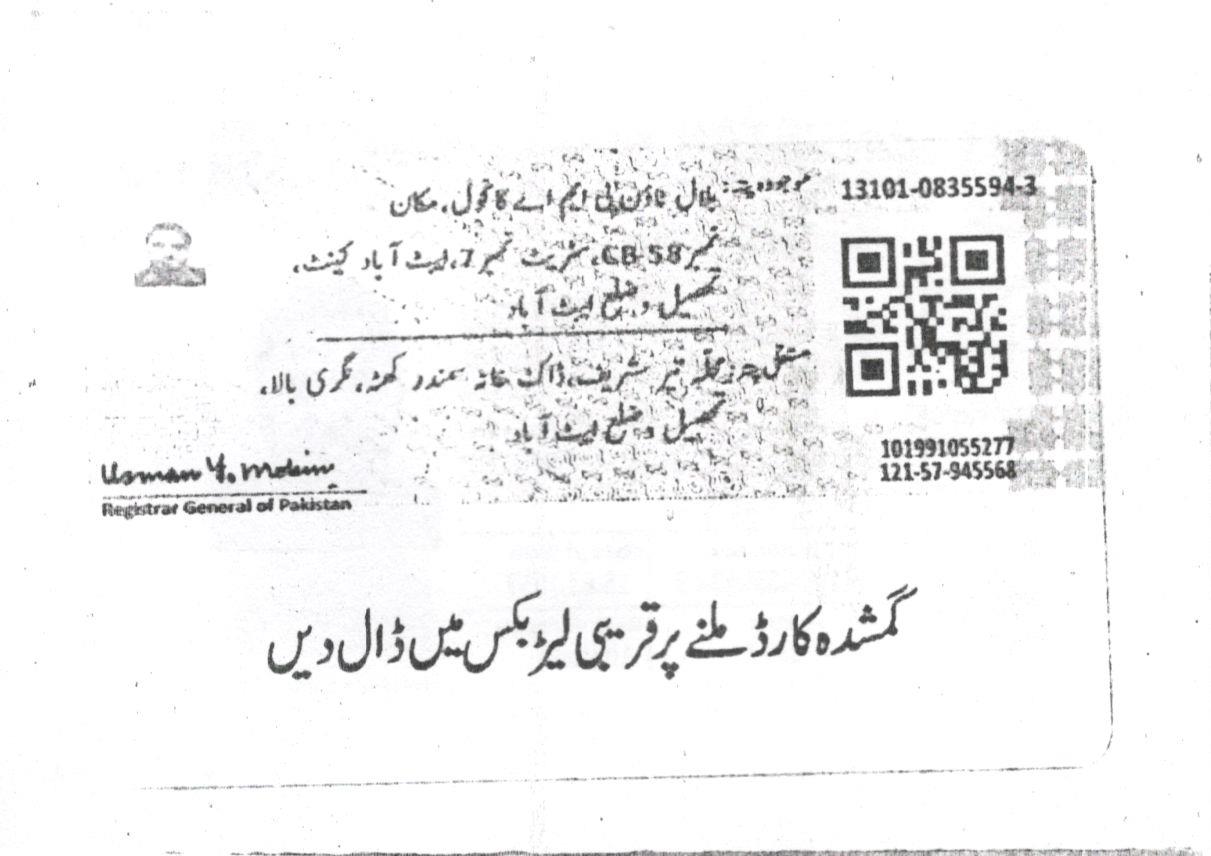 موجودہ پتہ: بلال ٹاؤن پی ایم اے کاکول، مکان
نمبر CB-58، سٹریٹ نمبر 7، ایبٹ آباد کینٹ،
تحصیل و ضلع ایبٹ آباد
مستقل پتہ: محلہ شریف، ڈاک خانہ سمندر کھٹہ، نگری بالا،
تحصیل و ضلع ایبٹ آباد
13101-0835594-3
101991055277
121-57-945568
Usman Y. Mobin
Registrar General of Pakistan
گمشدہ کارڈ ملنے پر قریبی لیٹر بکس میں ڈال دیں